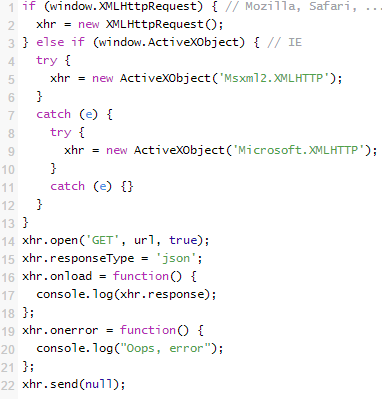 1 if (window.XMLHttpRequest) { // Mozilla, Safari, ...
2 xhr = new XMLHttpRequest();
3 } else if (window.ActiveXObject) { // IE
4 try {
5 xhr = new ActiveXObject('Msxml2.XMLHTTP');
6 }
7 catch (e) {
8 try {
9 xhr = new ActiveXObject('Microsoft.XMLHTTP');
10 }
11 catch (e) {}
12 }
13 }
14 xhr.open('GET', url, true);
15 xhr.responseType = 'json';
16 xhr.onload = function() {
17 console.log(xhr.response);
18 };
19 xhr.onerror = function() {
20 console.log("Oops, error");
21 };
22 xhr.send(null);